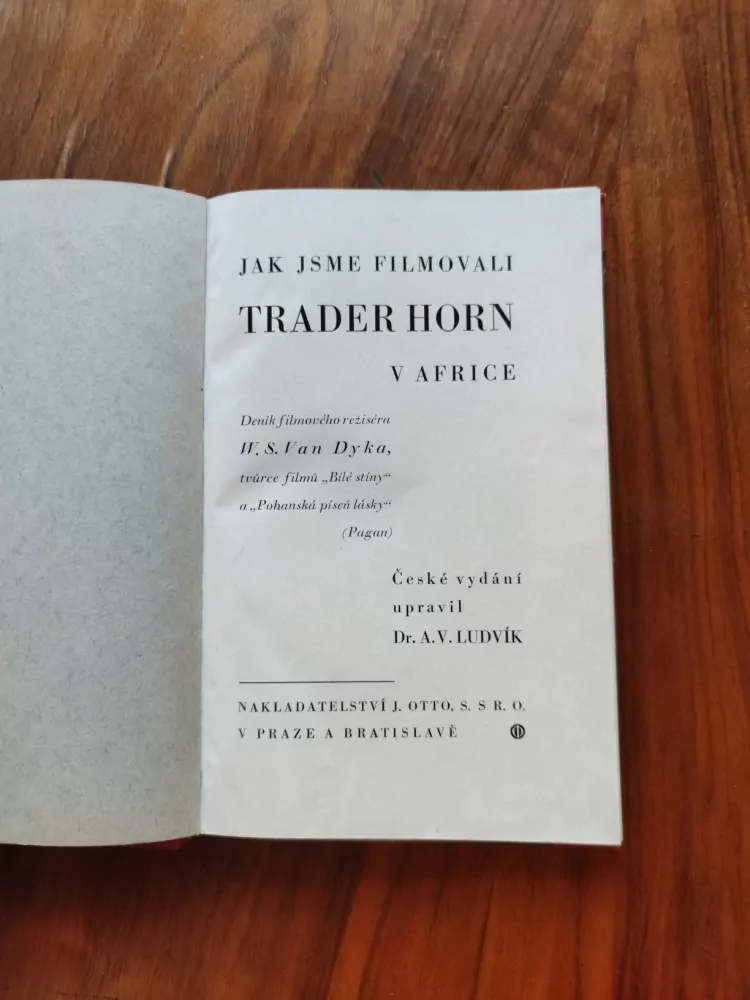 JAK JSME FILMOVALI
TRADER HORN
V AFRICE
Deník filmového režiséra
W. S. Van Dyka,
tvůrce filmů „Bílé stíny“
a „Pohanská píseň lásky“
(Pagan)
České vydání
upravil
Dr. A. V. LUDVÍK
NAKLADATELSTVÍ J. OTTO, S. S R. O.
V PRAZE A BRATISLAVĚ